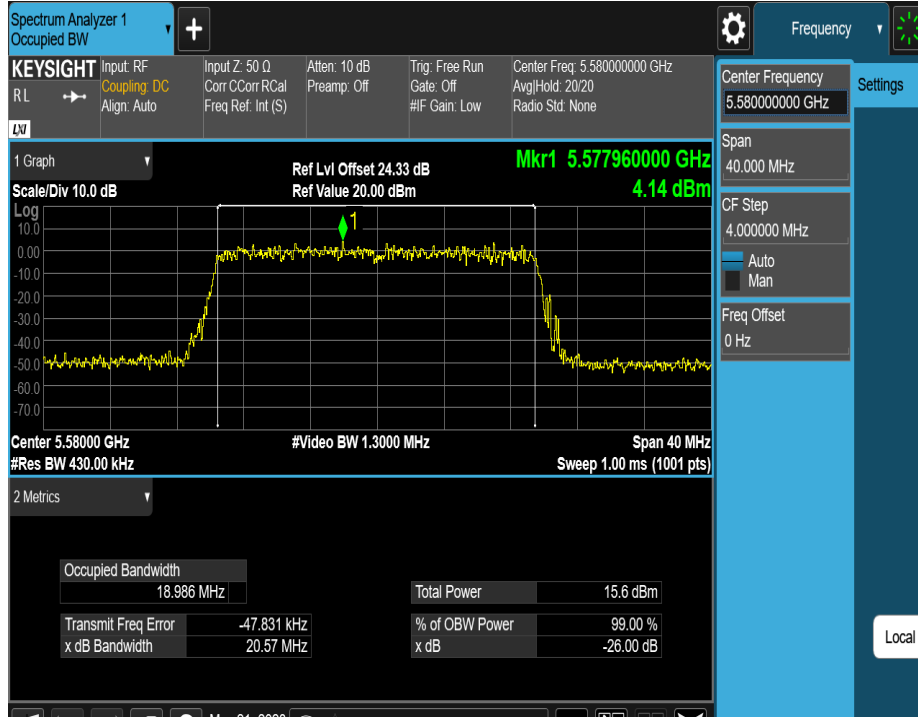 Spectrum Analyzer 1
Occupied BW
+
Frequency
KEYSIGHT
RL
LXI
Input: RF
Coupling: DC
Align: Auto
Input Z: 50 Ω
Corr CCorr RCal
Freq Ref: Int (S)
Atten: 10 dB
Preamp: Off
Trig: Free Run
Gate: Off
#IF Gain: Low
Center Freq: 5.580000000 GHz
Avg|Hold: 20/20
Radio Std: None
Center Frequency
5.580000000 GHz
Settings
Span
40.000 MHz
CF Step
4.000000 MHz
Auto
Man
Freq Offset
0 Hz
Local
1 Graph
Scale/Div 10.0 dB
Ref Lvl Offset 24.33 dB
Ref Value 20.00 dBm
Mkr1 5.577960000 GHz
4.14 dBm
Log
10.0
0.00
-10.0
-20.0
-30.0
-40.0
-50.0
-60.0
-70.0
1
Center 5.58000 GHz
#Video BW 1.3000 MHz
Span 40 MHz
#Res BW 430.00 kHz
Sweep 1.00 ms (1001 pts)
2 Metrics
Occupied Bandwidth
18.986 MHz
Total Power 15.6 dBm
Transmit Freq Error -47.831 kHz
% of OBW Power 99.00 %
x dB Bandwidth 20.57 MHz
x dB -26.00 dB